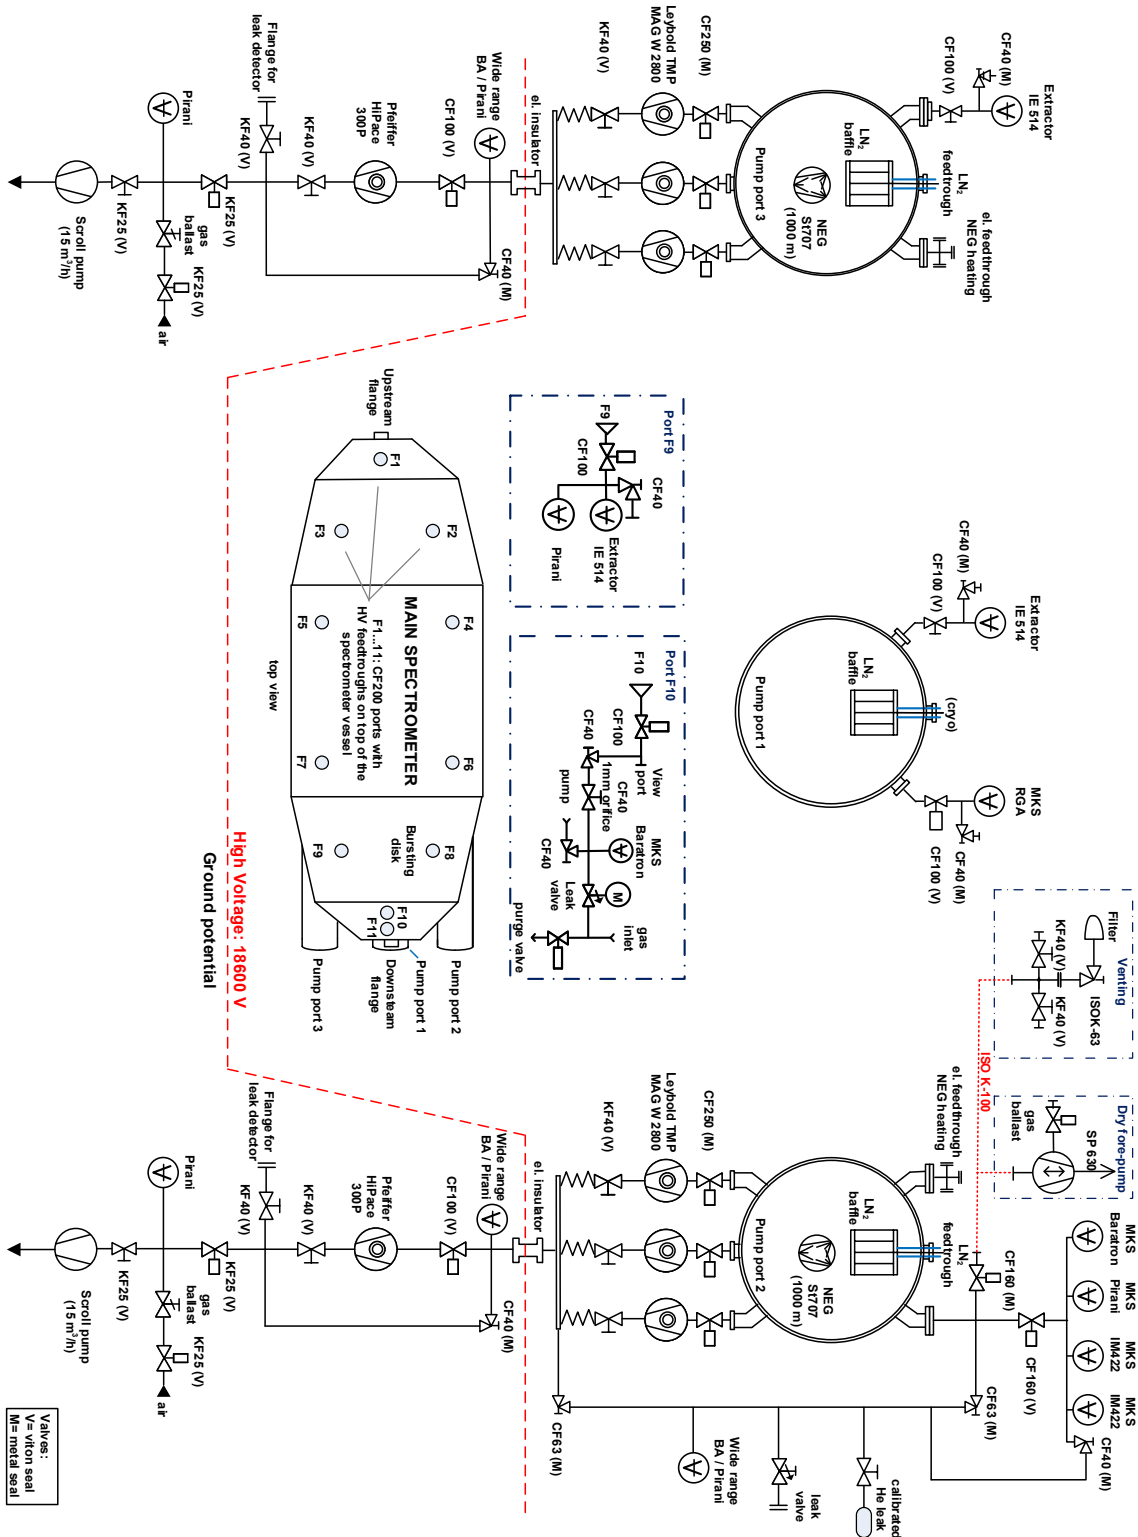 Flange for
leak detector
Pirani
KF40 (V)
KF40 (V)
Pfeiffer
HiPace
300P
CF100 (V)
Wide range
BA / Pirani
el. insulator
KF40 (V)
Leybold TMP
MAG W 2800
CF250 (M)
CF100 (V)
CF40 (M)
Extractor
IE 514
LN2
baffle
LN2
feedthrough
Pump port 3
NEG
St707
(1000 m)
el. feedthrough
NEG heating
CF40 (M)
KF25 (V)
gas
ballast
KF25 (V)
KF25 (V)
air
Scroll pump
(15 m³/h)
Port F9
F9
CF100
CF40
Extractor
IE 514
Pirani
Port F10
F10
CF100
View
port
CF40
1mm orifice
CF40
pump
CF40
MKS
Baratron
Leak
valve
M
gas
inlet
purge valve
CF40 (M)
CF100 (V)
Extractor
IE 514
LN2
baffle
(cryo)
Pump port 1
MKS
RGA
CF40 (M)
CF100 (V)
Upstream
flange
F1
F2
F3
F4
F5
MAIN SPECTROMETER
F1...11: CF200 ports with
HV feedthroughs on top of the
spectrometer vessel
top view
F6
F7
F8
Bursting
disk
F9
F10
F11
Pump port 2
Pump port 1
Downsteam
flange
Pump port 3
High Voltage: 18600 V
Ground potential
Filter
Venting
KF40 (V)
KF40 (V)
ISOK-63
ISO K-100
Dry fore-pump
SP 630
gas
ballast
el. feedthrough
NEG heating
LN2
baffle
LN2
feedthrough
Pump port 2
NEG
St707
(1000 m)
CF160 (M)
CF160 (V)
MKS
Baratron
MKS
Pirani
MKS
IM422
MKS
IM422
CF40 (M)
CF63 (M)
CF63 (M)
Wide range
BA / Pirani
leak
valve
calibrated
He leak
CF250 (M)
Leybold TMP
MAG W 2800
KF40 (V)
el. insulator
Wide range
BA / Pirani
CF40 (M)
CF100 (V)
Pfeiffer
HiPace
300P
KF40 (V)
KF40 (V)
Flange for
leak detector
Pirani
KF25 (V)
gas
ballast
KF25 (V)
KF25 (V)
air
Scroll pump
(15 m³/h)
Valves:
V= viton seal
M= metal seal